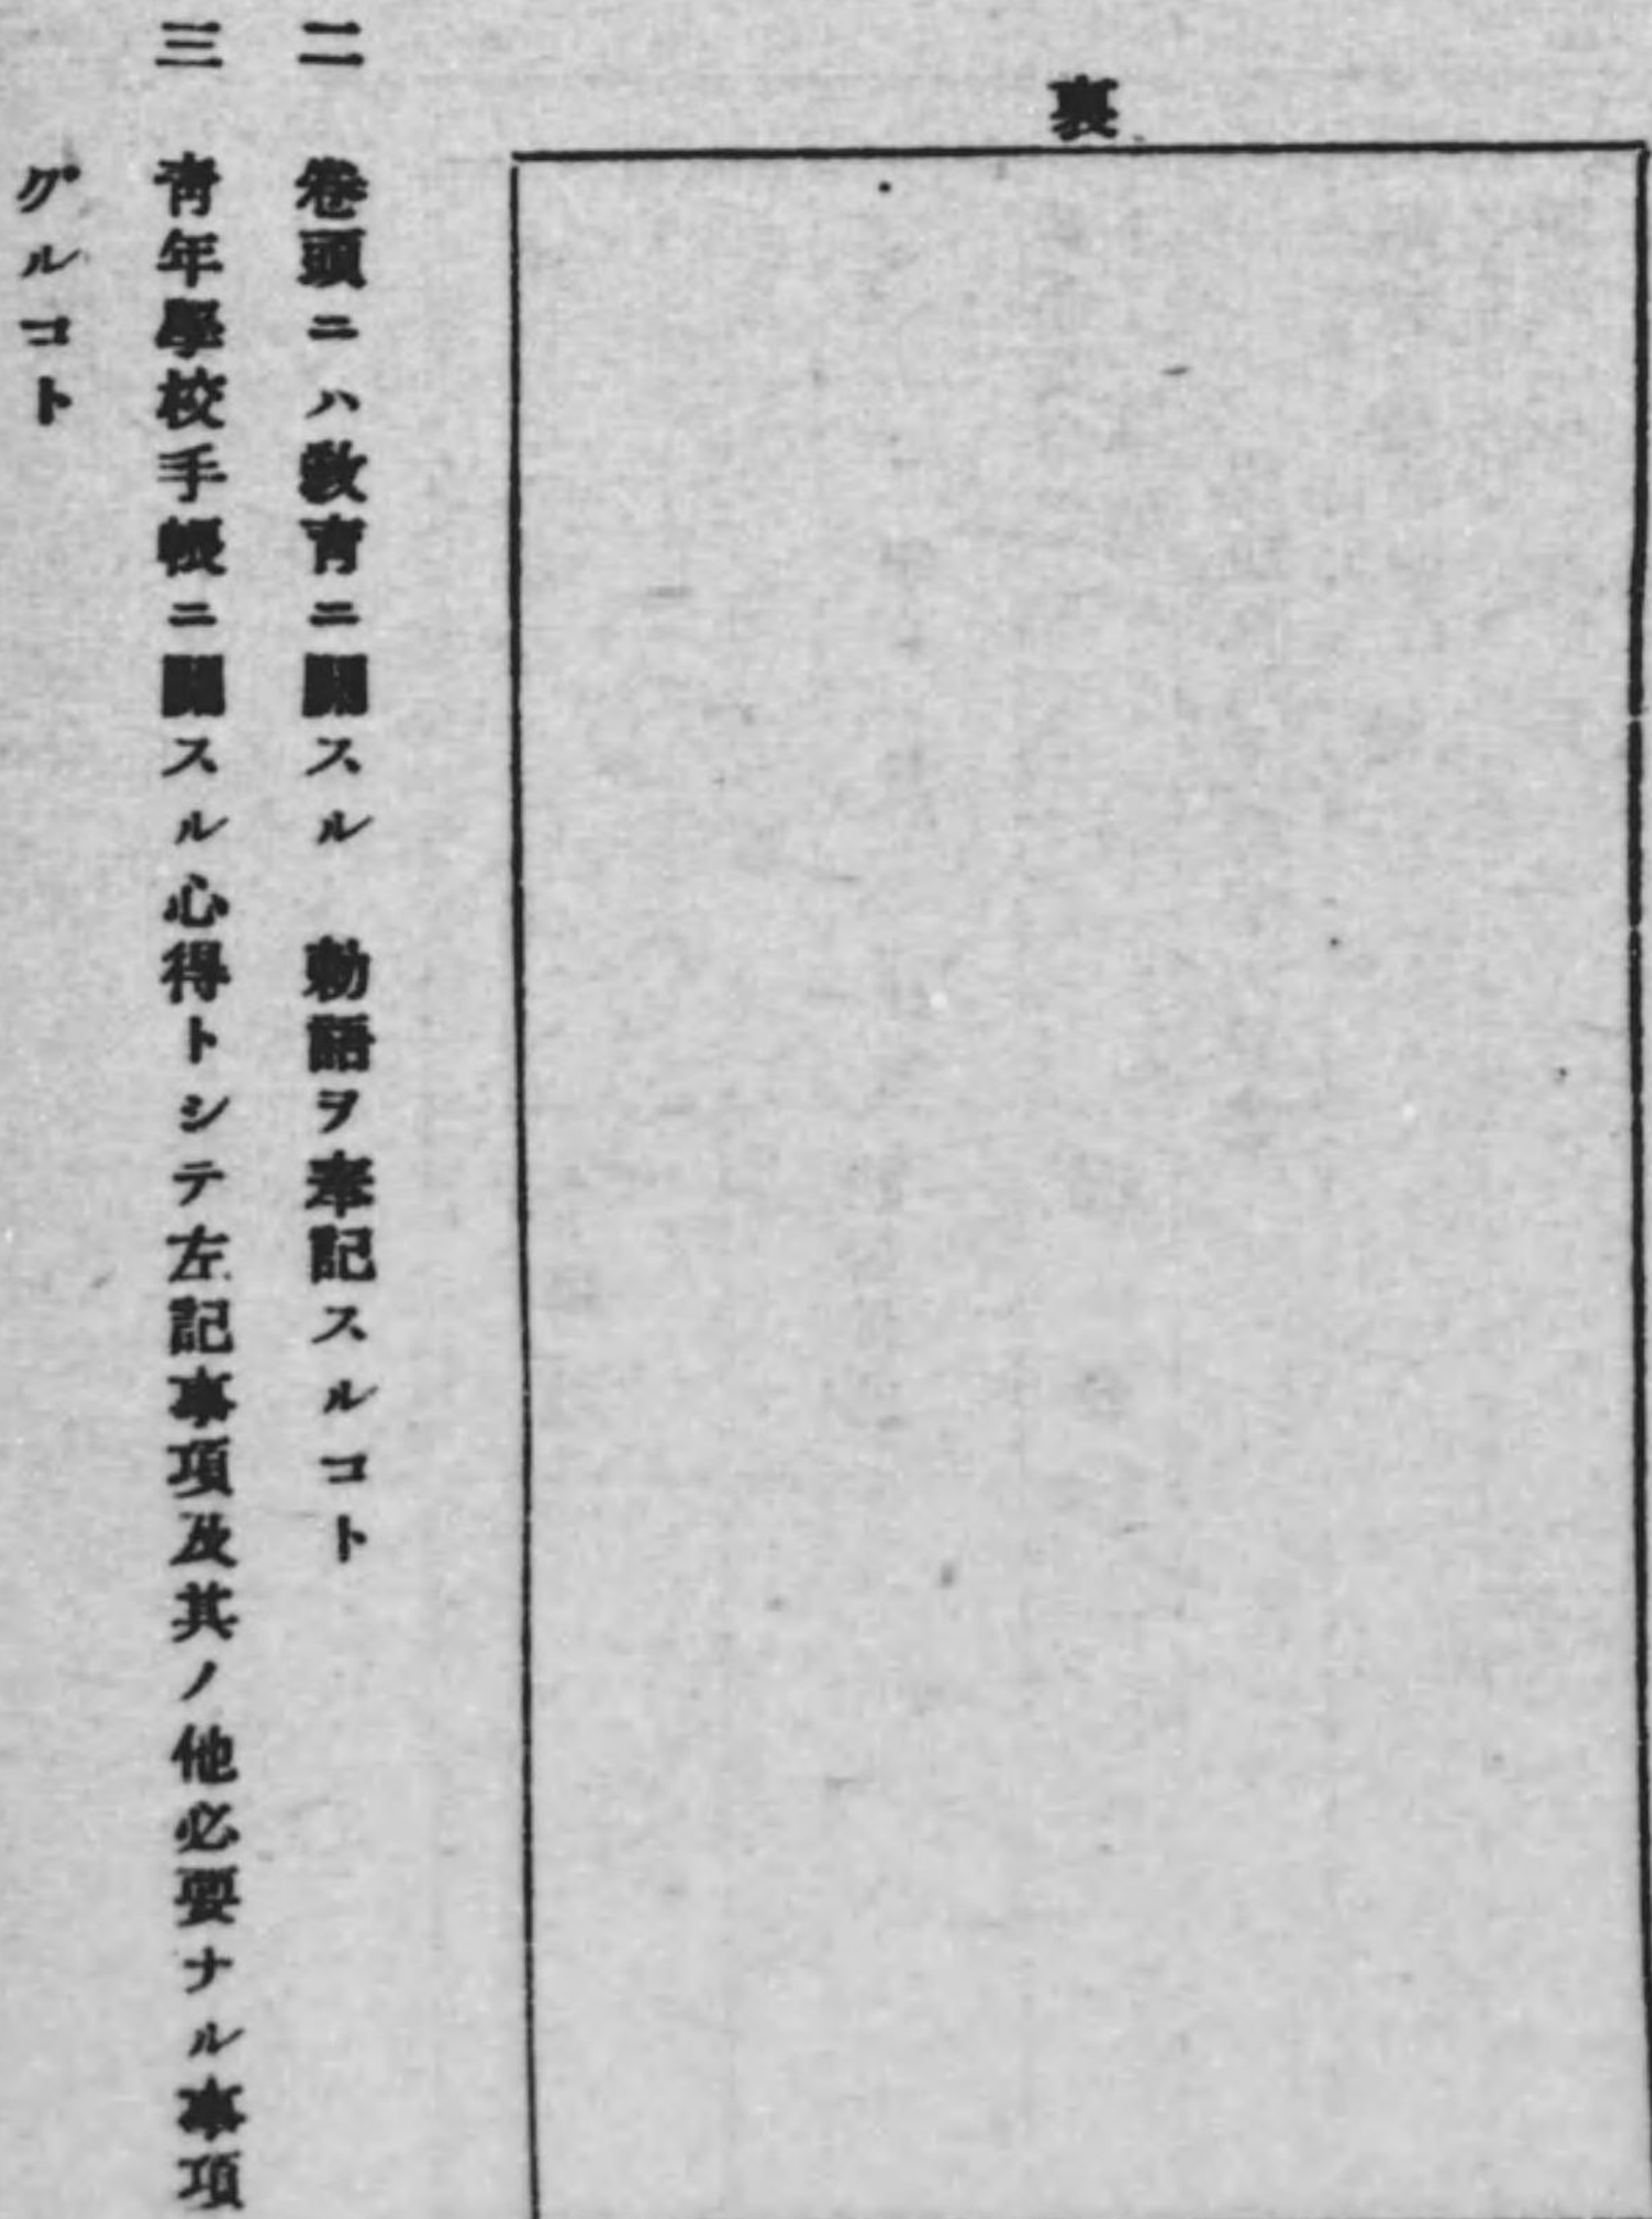 裏
二 卷頭ニハ敎育ニ關スル 勅語ヲ奉記スルコト
三 靑年學校手帳ニ關スル心得トシテ左記事項及其ノ他必要ナル事項
グルコト